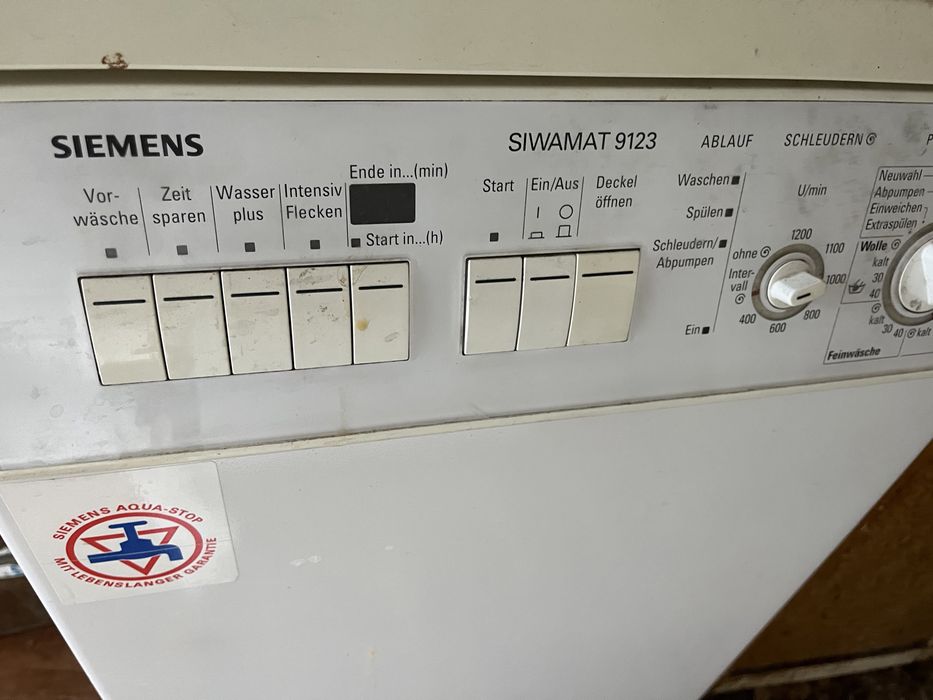 SIEMENS
SIWAMAT 9123
Vor-
wäsche
Zeit
sparen
Wasser
plus
Intensiv
Flecken
Ende in...(min)
Start in...(h)
Start
Ein/Aus
Deckel
öffnen
ABLAUF
Waschen
Spülen
Schleudern/
Abpumpen
Ein
SCHLEUDERN
U/min
ohne
Inter-
vall
400
600
800
1000
1100
1200
P
Neuwahl
Abpumpen
Einweichen
Extraspülen
Wolle
kalt
30
40
kalt
30
40
kalt
Feinwäsche
SIEMENS AQUA-STOP
MIT LEBENSLANGER GARANTIE